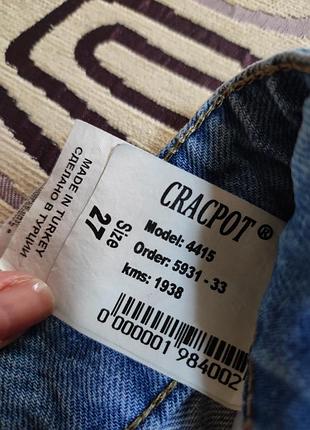 CRACPOT®
Model: 4415
Order: 5931 - 33
kms: 1938
Size
27
0 000001 984002
MADE IN TURKEY
СДЕЛАНО В ТУРЦИИ